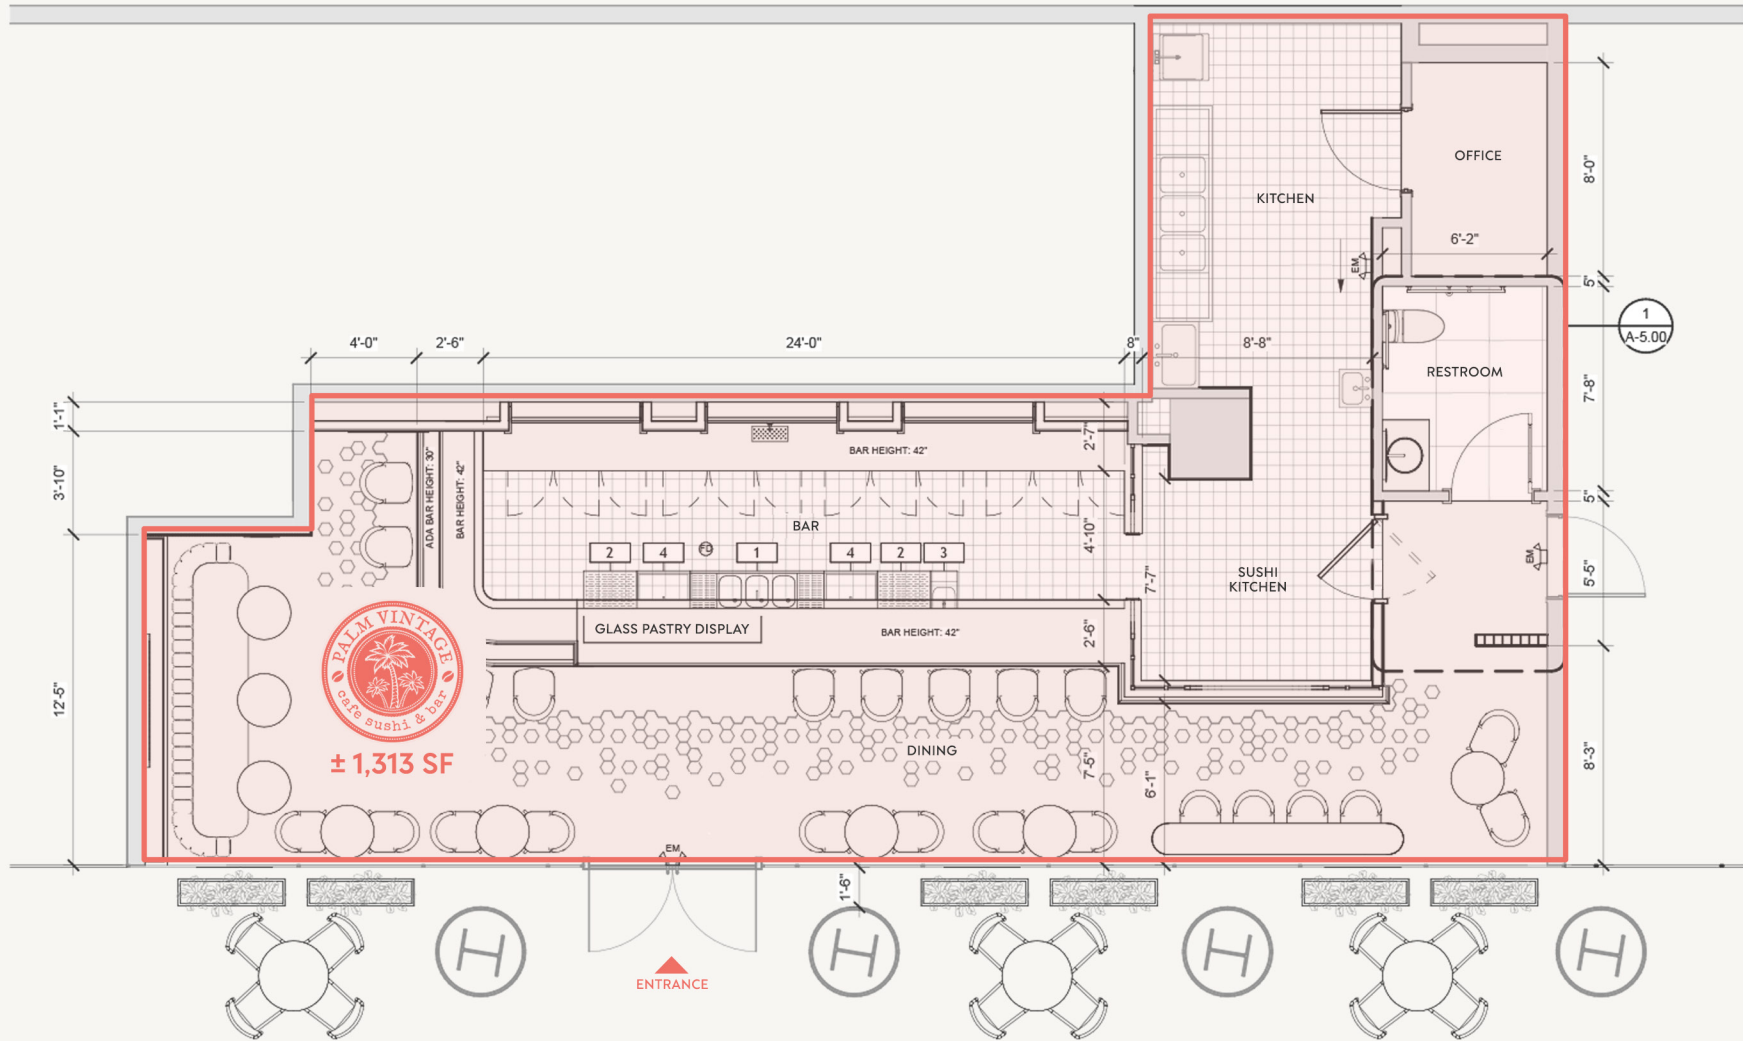 OFFICE
8'-0"
KITCHEN
6'-2"
EM
5"
1
A-5.00
4'-0"
2'-6"
24'-0"
8"
8'-8"
RESTROOM
7'-8"
1'-1"
3'-10"
ADA BAR HEIGHT: 30"
BAR HEIGHT: 42"
BAR HEIGHT: 42"
2'-7"
5"
BAR
4'-10"
2
4
FD
1
4
2
3
SUSHI
KITCHEN
7'-7"
EM
5'-5"
GLASS PASTRY DISPLAY
BAR HEIGHT: 42"
2'-6"
PALM VINTAGE
cafe sushi & bar
± 1,313 SF
12'-5"
DINING
7'-5"
6'-1"
8'-3"
EM
1'-6"
H
H
H
H
ENTRANCE